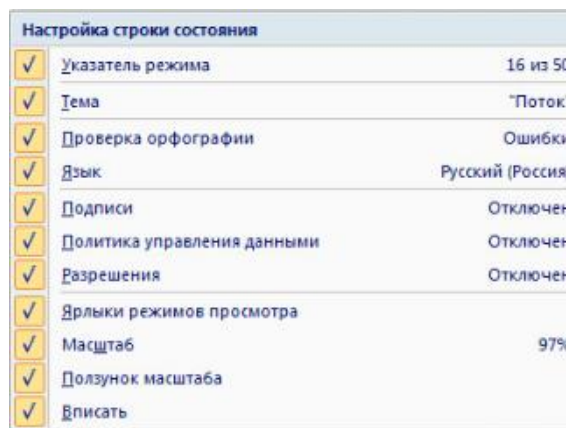 Настройка строки состояния
Указатель режима 16 из 50
Тема "Поток"
Проверка орфографии Ошибки
Язык Русский (Россия
Подписи Отключен
Политика управления данными Отключен
Разрешения Отключен
Ярлыки режимов просмотра
Масштаб 97%
Ползунок масштаба
Вписать